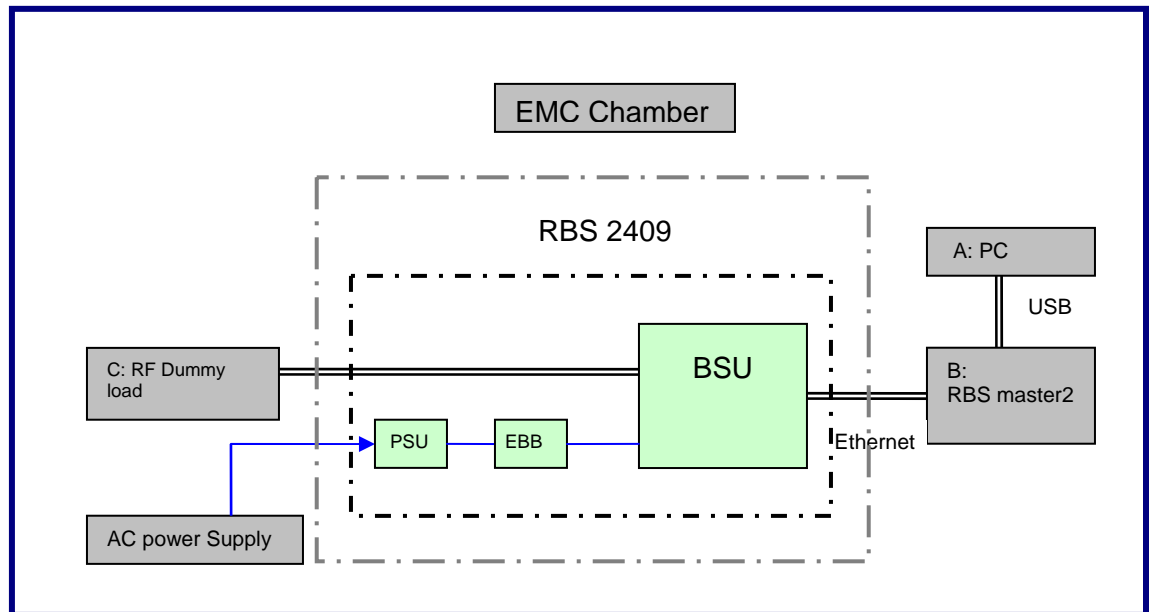 EMC Chamber
RBS 2409
A: PC
USB
BSU
C: RF Dummy
load
B:
RBS master2
PSU
EBB
Ethernet
AC power Supply